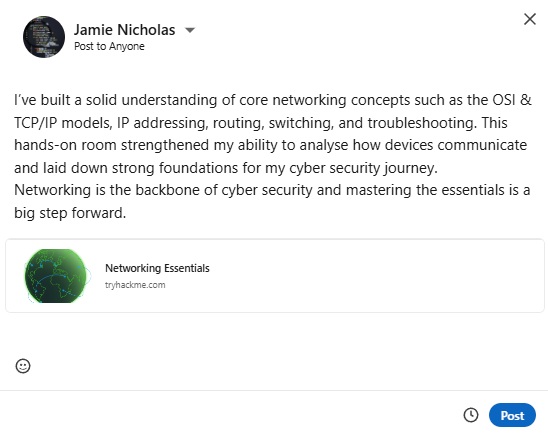 Jamie Nicholas
Post to Anyone
I've built a solid understanding of core networking concepts such as the OSI &
TCP/IP models, IP addressing, routing, switching, and troubleshooting. This
hands-on room strengthened my ability to analyse how devices communicate
and laid down strong foundations for my cyber security journey.
Networking is the backbone of cyber security and mastering the essentials is a
big step forward.
Networking Essentials
tryhackme.com
Post